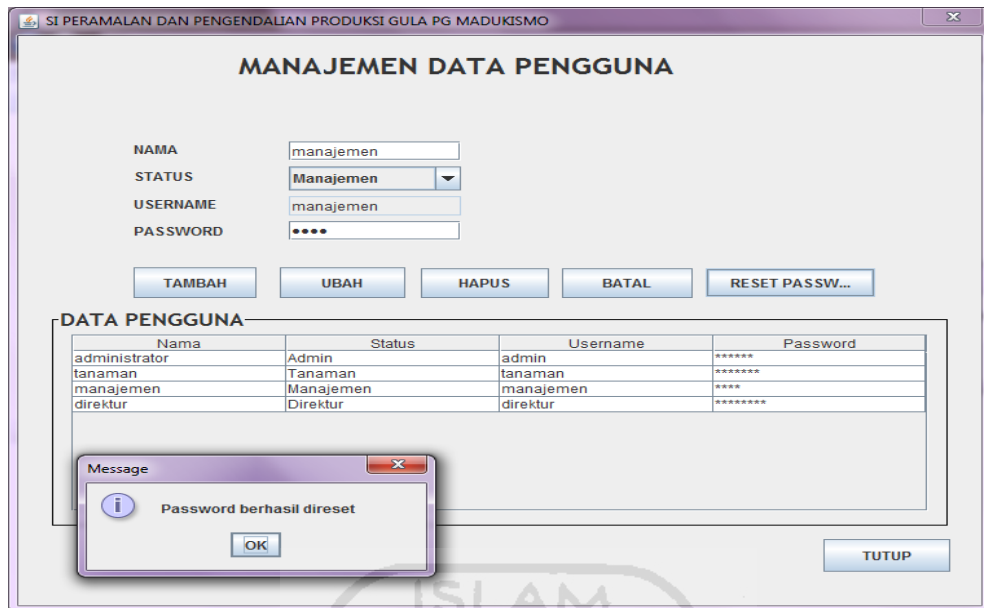 SI PERAMALAN DAN PENGENDALIAN PRODUKSI GULA PG MADUKISMO
MANAJEMEN DATA PENGGUNA
NAMA manajemen
STATUS Manajemen
USERNAME manajemen
PASSWORD ••••
TAMBAH UBAH HAPUS BATAL RESET PASSW...
DATA PENGGUNA
Nama Status Username Password
administrator Admin admin ******
tanaman Tanaman tanaman *******
manajemen Manajemen manajemen ****
direktur Direktur direktur ********
Message
Password berhasil direset
OK
TUTUP
ISLAM